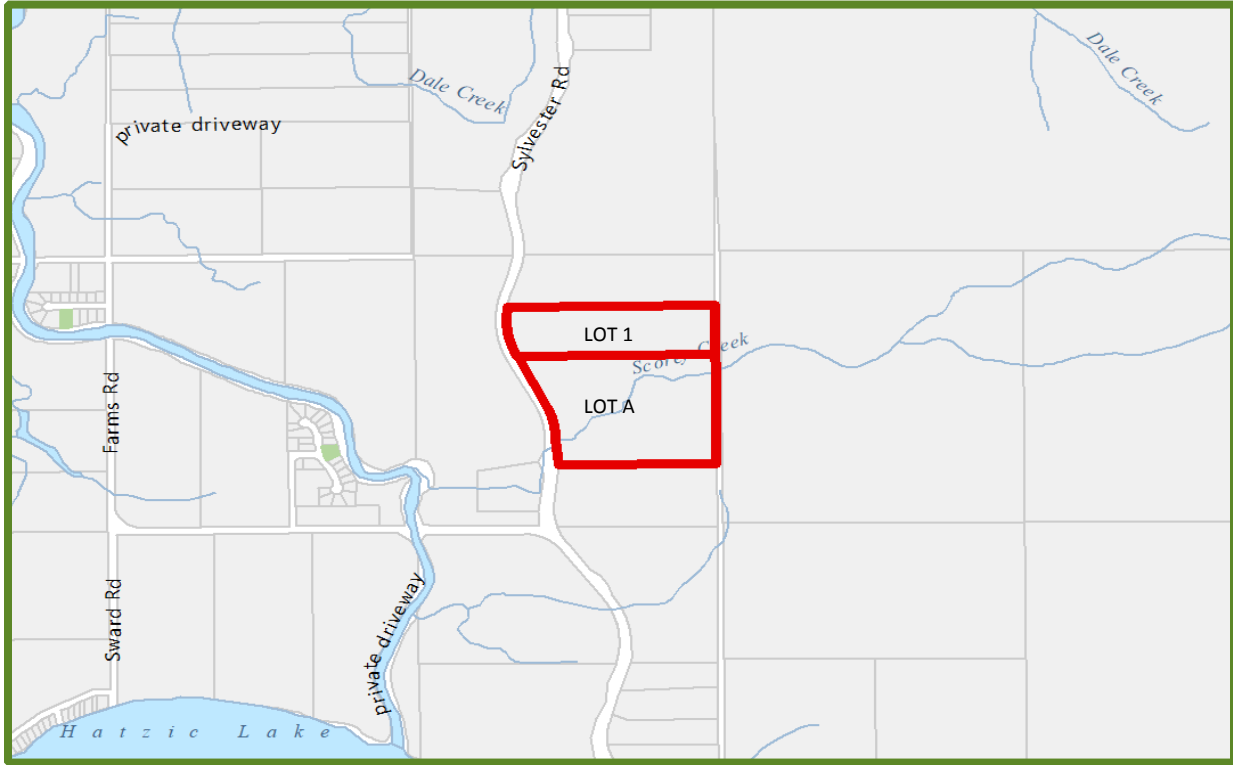 Dale Creek
Dale Creek
Sylvester Rd
private driveway
LOT 1
Scorey Creek
LOT A
Farms Rd
Sward Rd
private driveway
Hatzic Lake